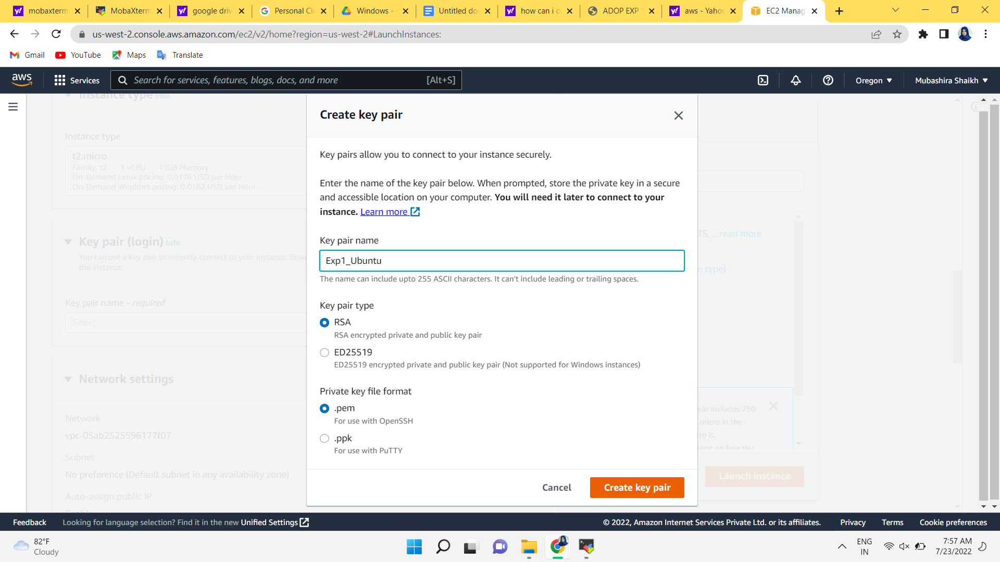 mobaxterm
MobaXterm
google driv
Personal Cl
Windows -
Untitled do
how can i c
ADOP EXP
aws - Yaho
EC2 Manag
us-west-2.console.aws.amazon.com/ec2/v2/home?region=us-west-2#LaunchInstances:
Gmail
YouTube
Maps
Translate
aws
Services
Search for services, features, blogs, docs, and more
[Alt+S]
Oregon
Mubashira Shaikh
Instance type Info
Instance type
t2.micro
Family: t2 1 vCPU 1 GiB Memory
On-Demand Linux pricing: 0.0116 USD per Hour
On-Demand Windows pricing: 0.0162 USD per Hour
Key pair (login) Info
You can use a key pair to securely connect to your instance. Ensu
the instance.
Key pair name - required
Select
Network settings
Network
vpc-05ab2525596177f07
Subnet
No preference (Default subnet in any availability zone)
Auto-assign public IP
Enable
Create key pair
Key pairs allow you to connect to your instance securely.
Enter the name of the key pair below. When prompted, store the private key in a secure
and accessible location on your computer. You will need it later to connect to your
instance. Learn more
Key pair name
Exp1_Ubuntu
The name can include upto 255 ASCII characters. It can't include leading or trailing spaces.
Key pair type
RSA
RSA encrypted private and public key pair
ED25519
ED25519 encrypted private and public key pair (Not supported for Windows instances)
Private key file format
.pem
For use with OpenSSH
.ppk
For use with PuTTY
Cancel
Create key pair
TS, ...read more
e type)
ear includes 750
.micro in the
ro is
sage on free tier
Launch instance
Feedback
Looking for language selection? Find it in the new Unified Settings
© 2022, Amazon Internet Services Private Ltd. or its affiliates.
Privacy
Terms
Cookie preferences
82°F
Cloudy
ENG
IN
7:57 AM
7/23/2022